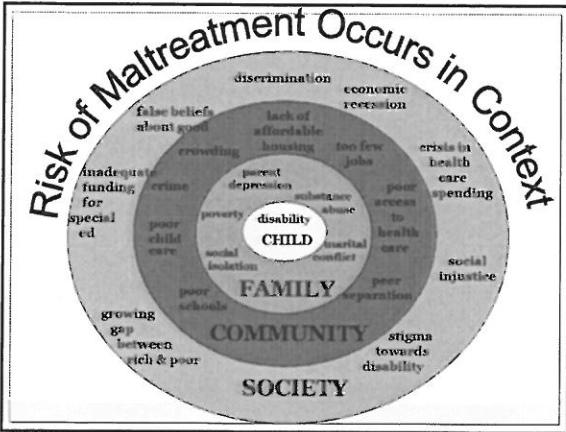 Risk of Maltreatment Occurs in Context
discrimination
economic
recession
false beliefs
about good
lack of
affordable
housing
crowding
too few
jobs
crisis in
health
care
spending
inadequate
funding
for
special
ed
crime
parent
depression
substance
abuse
poor
access
to
health
care
poverty
disability
CHILD
poor
child
care
social
isolation
marital
conflict
social
injustice
FAMILY
poor
schools
peer
separation
growing
gap
between
rich & poor
COMMUNITY
stigma
towards
disability
SOCIETY